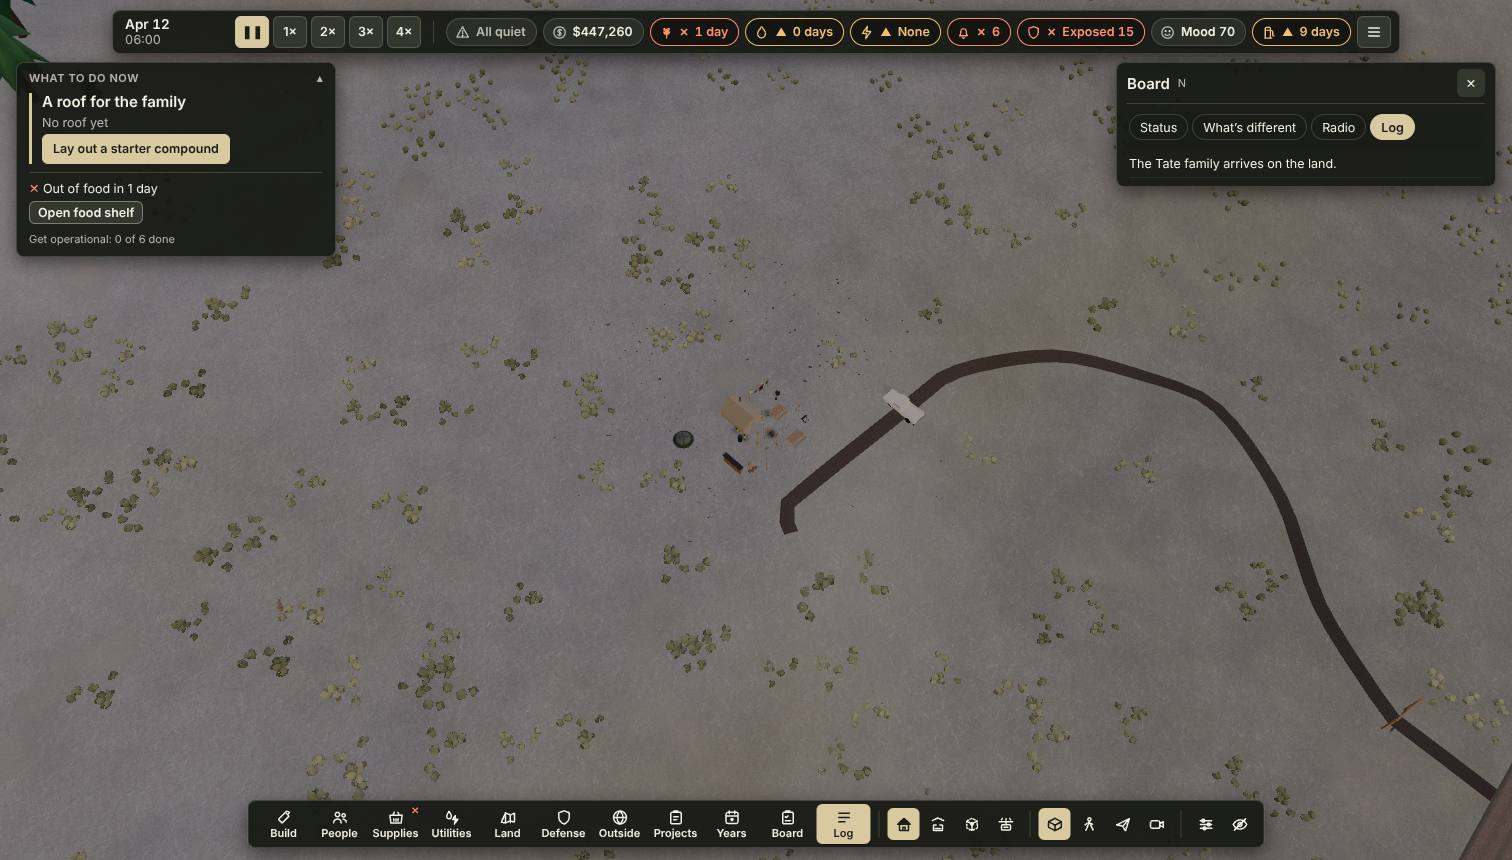 Apr 12
06:00
1×
2×
3×
4×
All quiet
$447,260
× 1 day
▲ 0 days
▲ None
× 6
× Exposed 15
Mood 70
▲ 9 days
WHAT TO DO NOW
A roof for the family
No roof yet
Lay out a starter compound
× Out of food in 1 day
Open food shelf
Get operational: 0 of 6 done
Board N
Status
What's different
Radio
Log
The Tate family arrives on the land.
Build
People
Supplies
Utilities
Land
Defense
Outside
Projects
Years
Board
Log